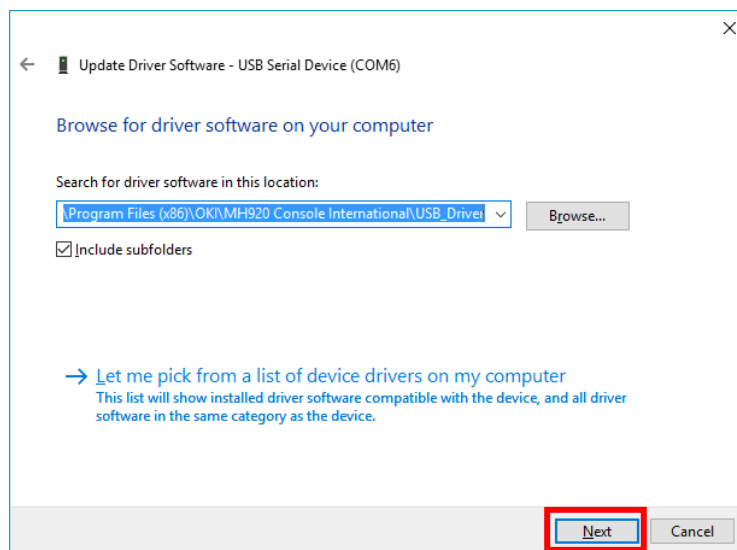 Update Driver Software - USB Serial Device (COM6)
Browse for driver software on your computer
Search for driver software in this location:
\Program Files (x86)\OKI\MH920 Console International\USB_Driver
Browse...
Include subfolders
Let me pick from a list of device drivers on my computer
This list will show installed driver software compatible with the device, and all driver
software in the same category as the device.
Next
Cancel